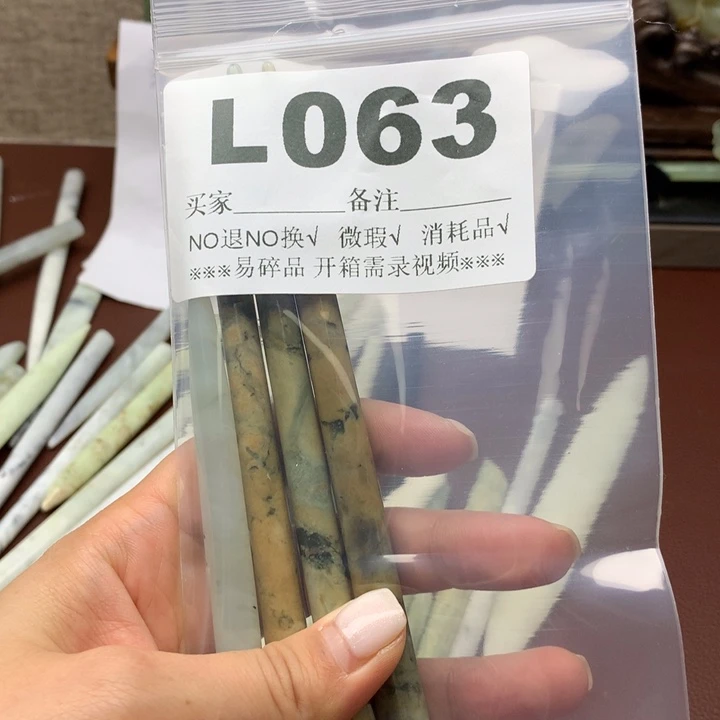 L063
买家________备注________
NO退NO换√ 微瑕√ 消耗品√
※※※易碎品 开箱需录视频※※※